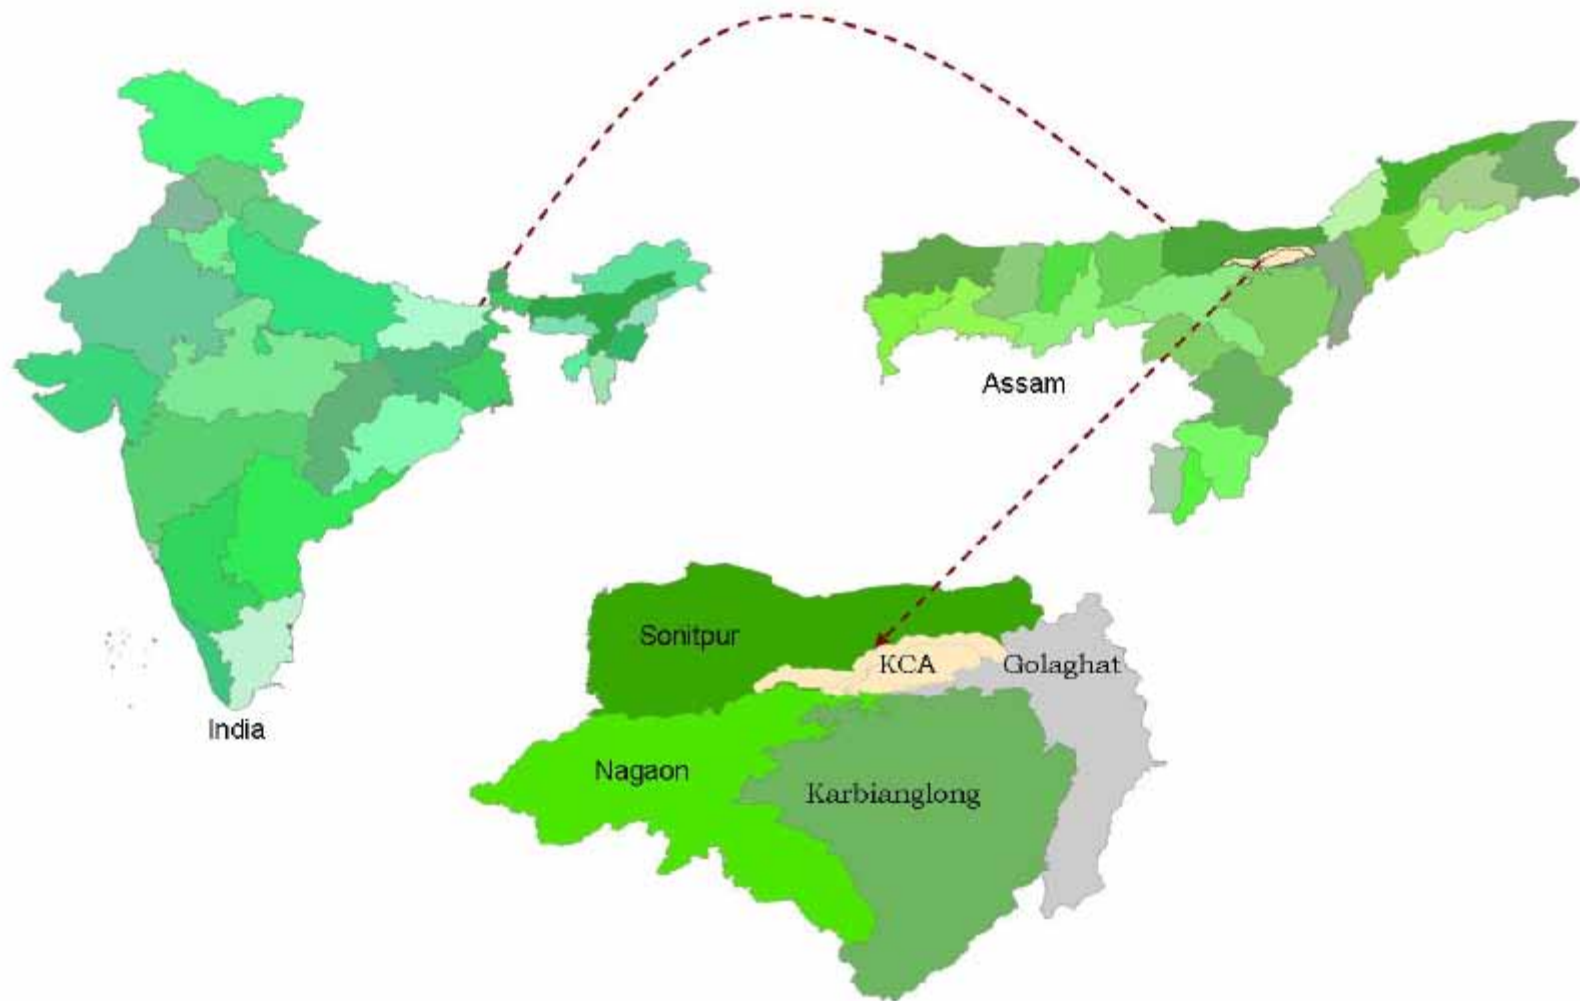 Assam
India
Sonitpur
KCA
Golaghat
Nagaon
Karbianglong